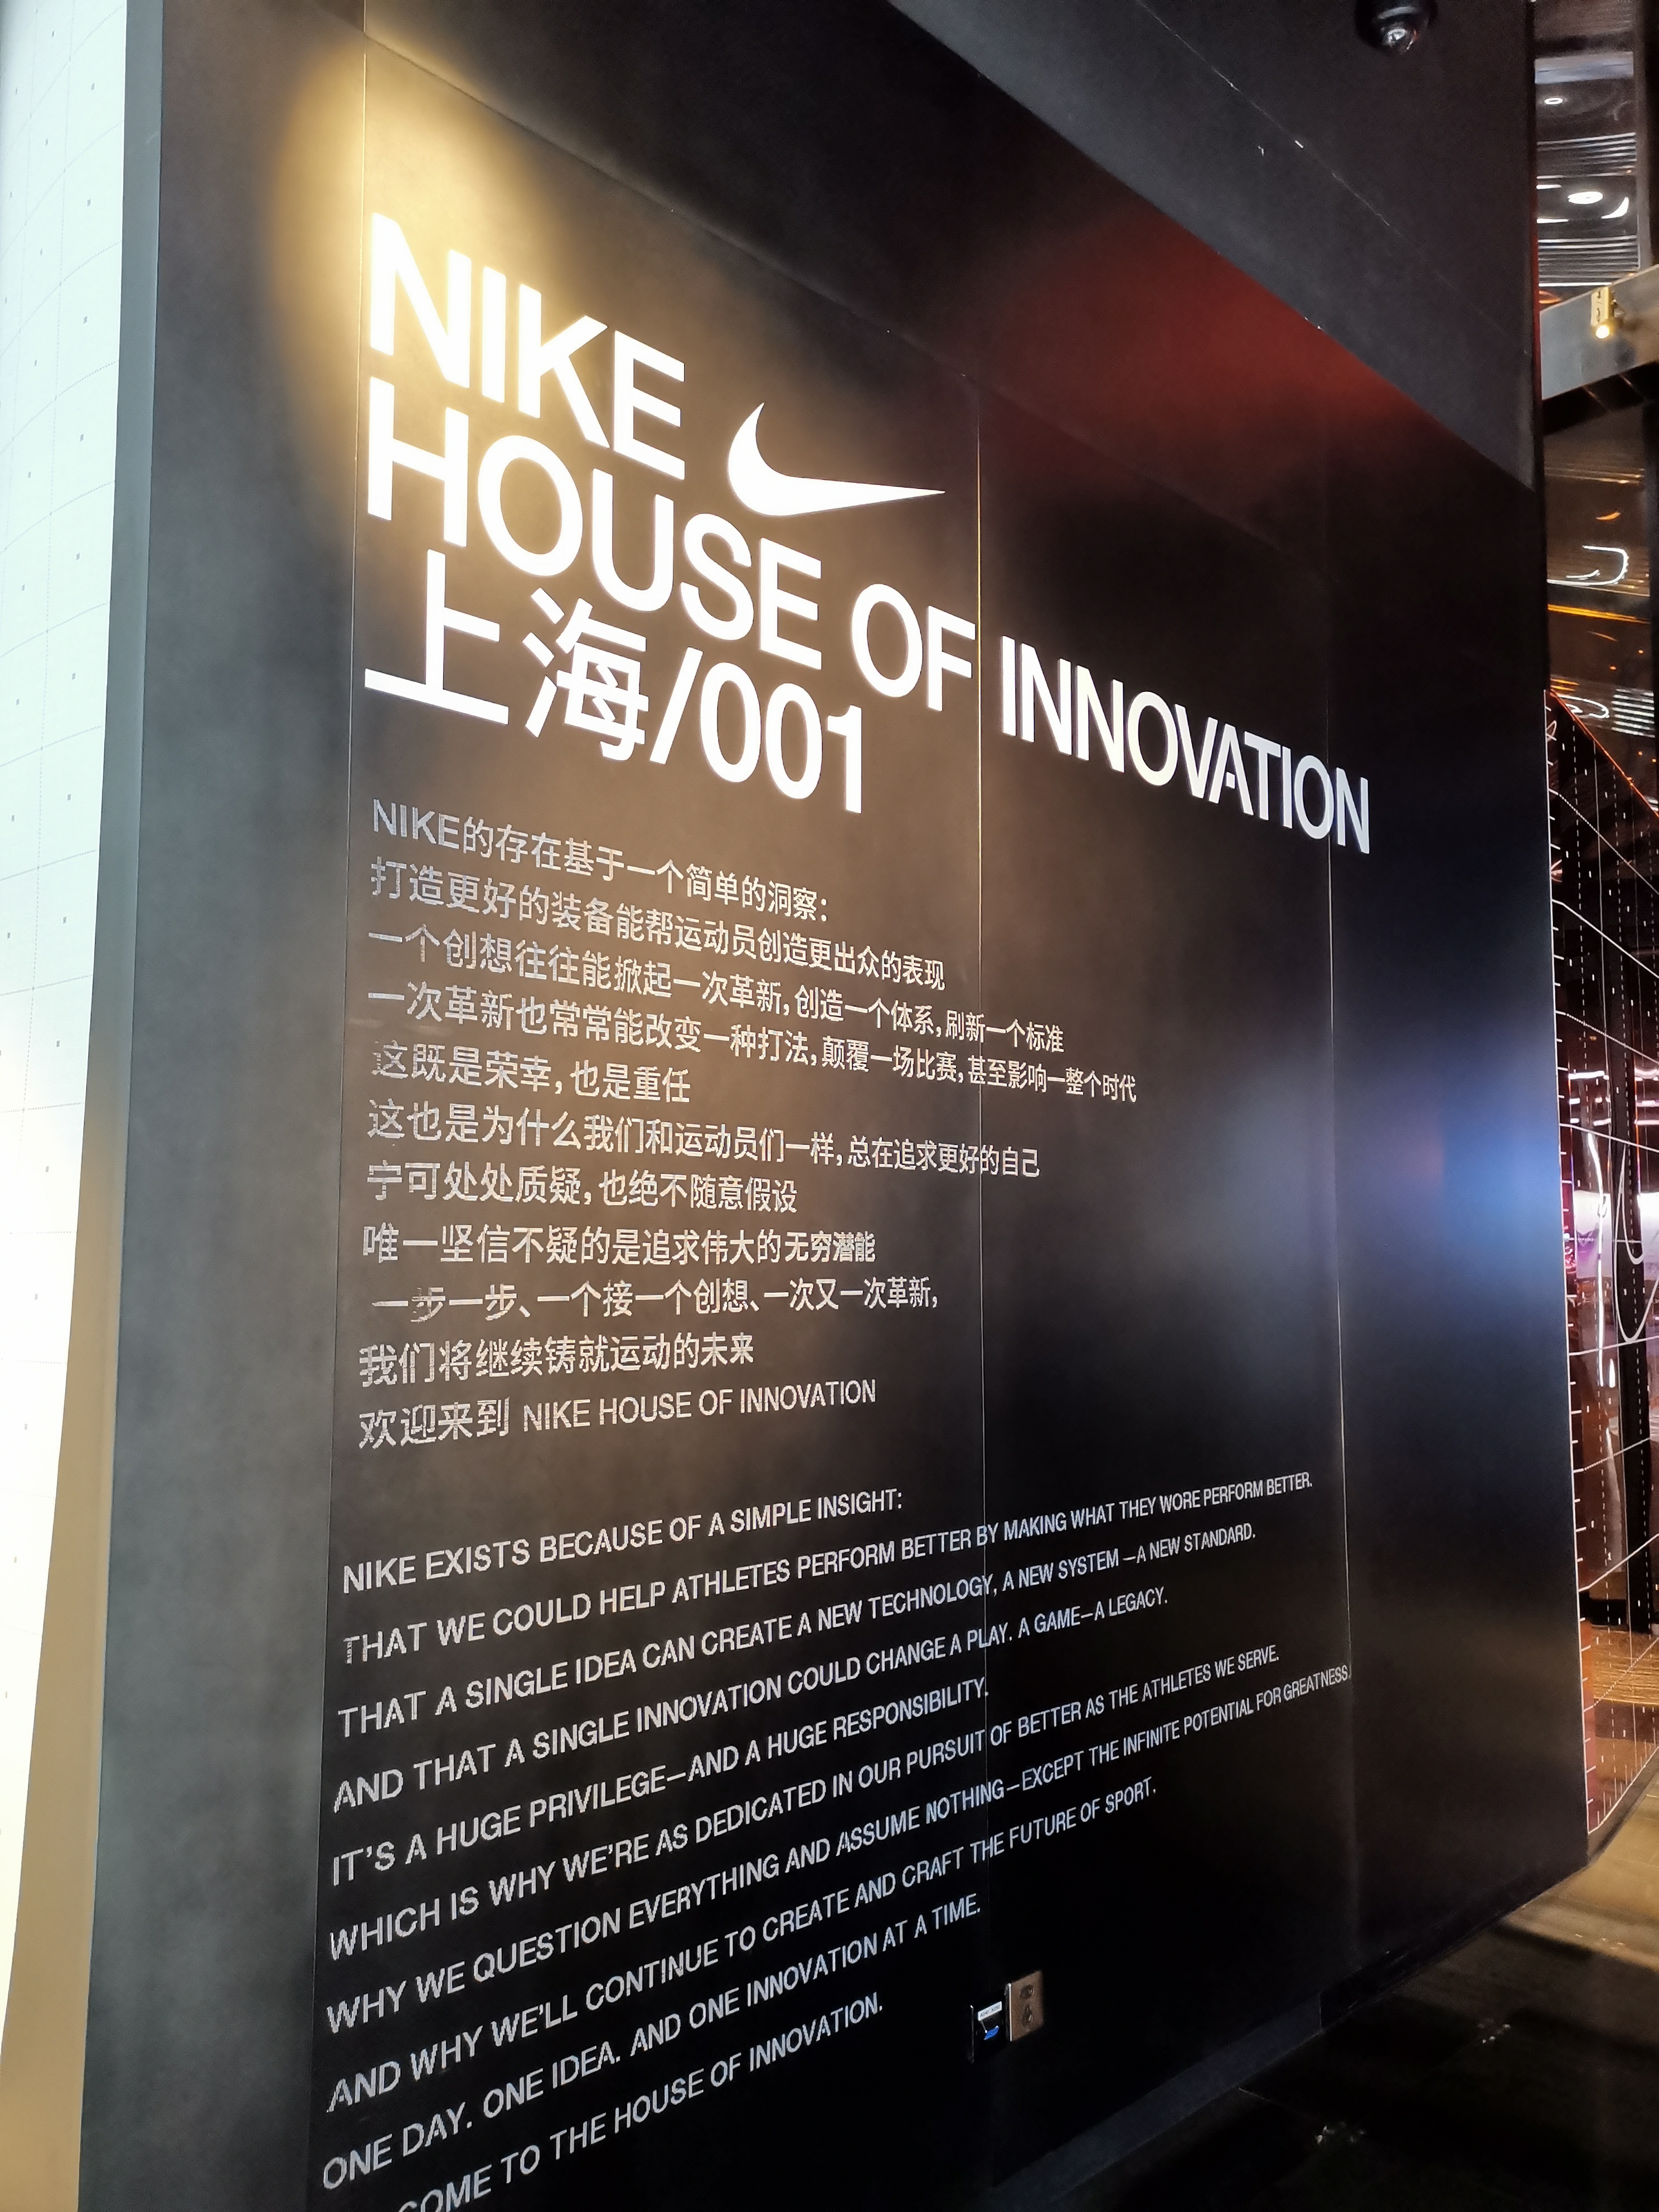 NIKE
HOUSE OF INNOVATION
上海/001
NIKE的存在基于一个简单的洞察：
打造更好的装备能帮运动员创造更出众的表现
一个创想往往能掀起一次革新，创造一个体系，刷新一个标准
一次革新也常常能改变一种打法，颠覆一场比赛，甚至影响一整个时代
这既是荣幸，也是重任
这也是为什么我们和运动员们一样，总在追求更好的自己
宁可处处质疑，也绝不随意假设
唯一坚信不疑的是追求伟大的无穷潜能
一步一步、一个接一个创想、一次又一次革新，
我们将继续铸就运动的未来
欢迎来到 NIKE HOUSE OF INNOVATION
NIKE EXISTS BECAUSE OF A SIMPLE INSIGHT:
THAT WE COULD HELP ATHLETES PERFORM BETTER BY MAKING WHAT THEY WORE PERFORM BETTER.
THAT A SINGLE IDEA CAN CREATE A NEW TECHNOLOGY, A NEW SYSTEM —A NEW STANDARD.
AND THAT A SINGLE INNOVATION COULD CHANGE A PLAY. A GAME—A LEGACY.
IT'S A HUGE PRIVILEGE—AND A HUGE RESPONSIBILITY.
WHICH IS WHY WE'RE AS DEDICATED IN OUR PURSUIT OF BETTER AS THE ATHLETES WE SERVE.
WHY WE QUESTION EVERYTHING AND ASSUME NOTHING—EXCEPT THE INFINITE POTENTIAL FOR GREATNESS.
AND WHY WE'LL CONTINUE TO CREATE AND CRAFT THE FUTURE OF SPORT.
ONE DAY. ONE IDEA. AND ONE INNOVATION AT A TIME.
COME TO THE HOUSE OF INNOVATION.